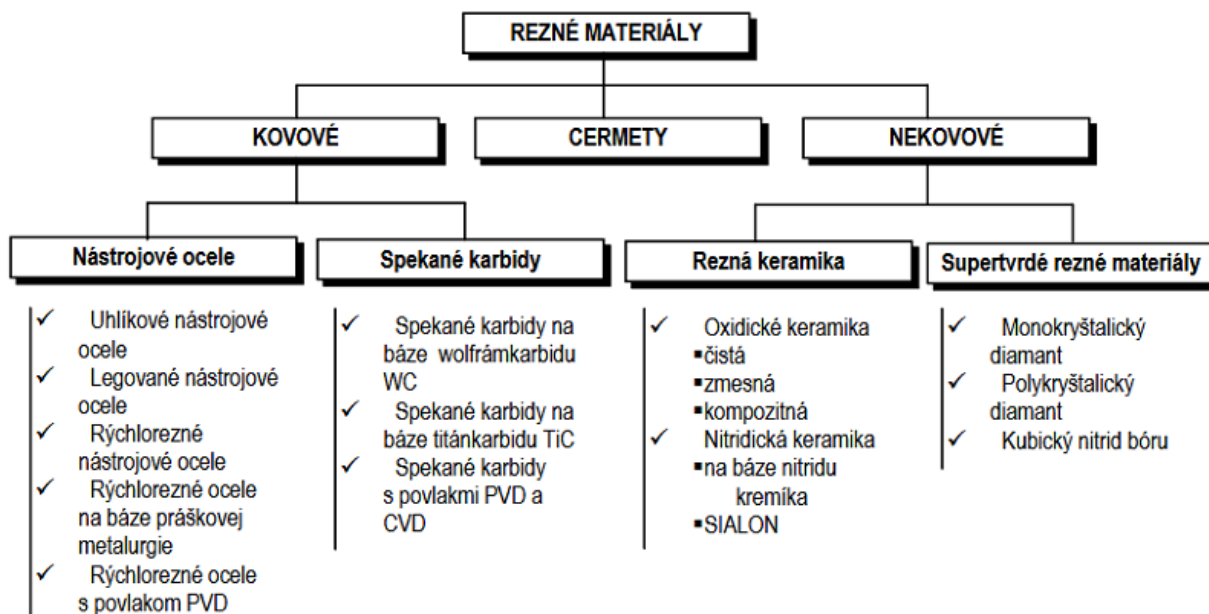 REZNÉ MATERIÁLY
KOVOVÉ
CERMETY
NEKOVOVÉ
Nástrojové ocele
Spekané karbidy
Rezná keramika
Supertvrdé rezné materiály
✓ Uhlíkové nástrojové
ocele
✓ Legované nástrojové
ocele
✓ Rýchlorezné
nástrojové ocele
✓ Rýchlorezné ocele
na báze práškovej
metalurgie
✓ Rýchlorezné ocele
s povlakom PVD
✓ Spekané karbidy na
báze wolfrámkarbidu
WC
✓ Spekané karbidy na
báze titánkarbidu TiC
✓ Spekané karbidy
s povlakmi PVD a
CVD
✓ Oxidické keramika
▪čistá
▪zmesná
▪kompozitná
✓ Nitridická keramika
▪na báze nitridu
kremíka
▪SIALON
✓ Monokryštalický
diamant
✓ Polykryštalický
diamant
✓ Kubický nitrid bóru